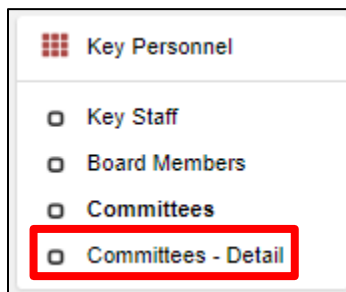 Key Personnel
Key Staff
Board Members
Committees
Committees - Detail